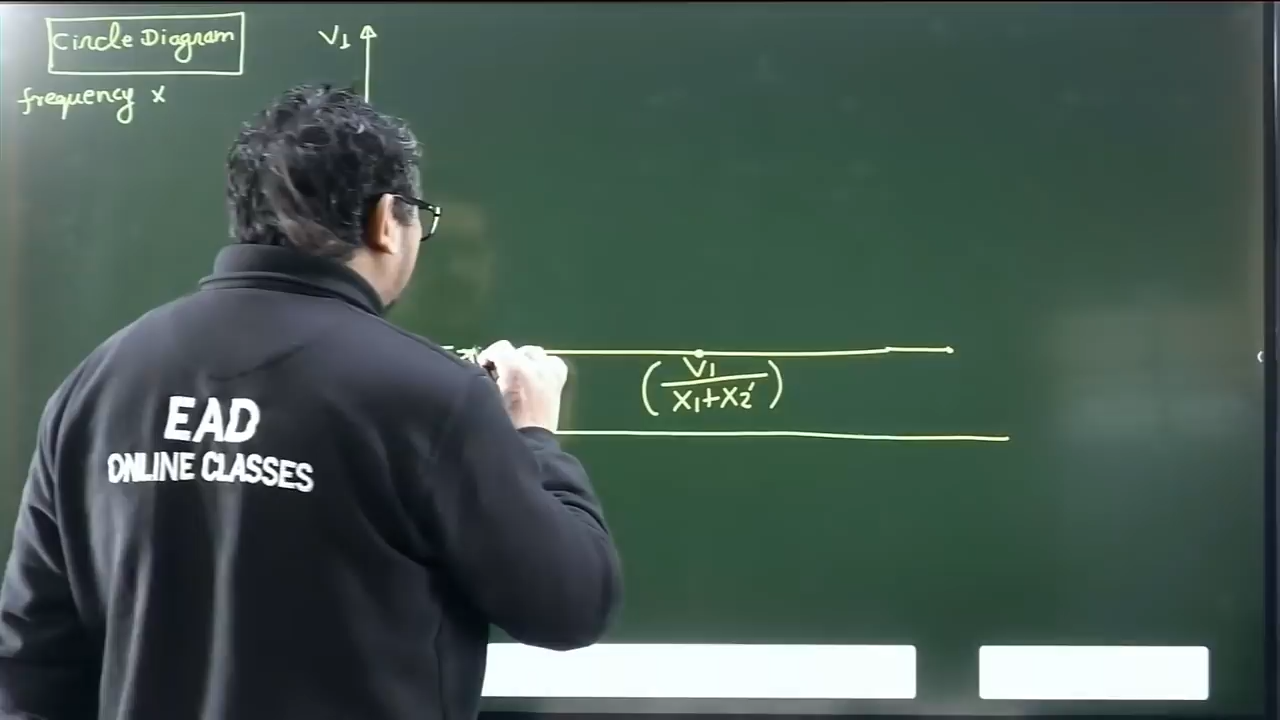 Circle Diagram
frequency x
V₁
(V₁/(X₁+X₂′))
EAD
ONLINE CLASSES